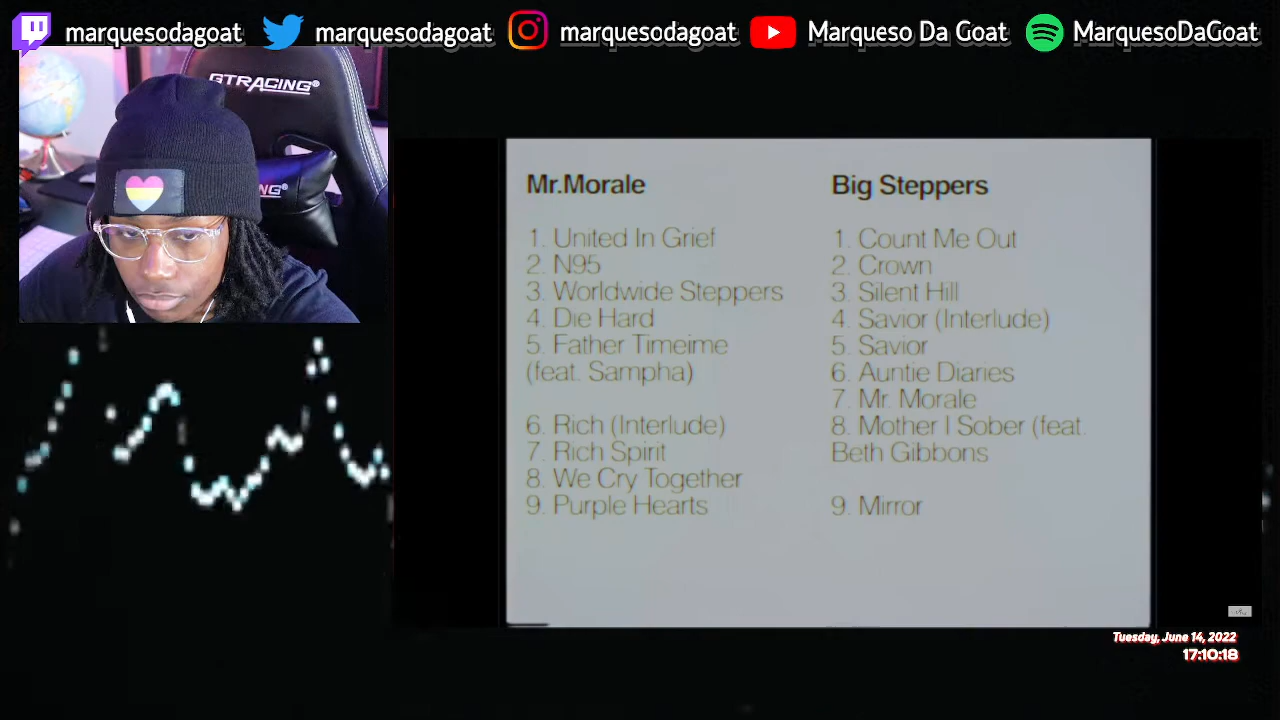 marquesodagoat marquesodagoat marquesodagoat Marqueso Da Goat MarquesoDaGoat
GTRACING®
NG®
Mr.Morale
1. United In Grief
2. N95
3. Worldwide Steppers
4. Die Hard
5. Father Timeime
(feat. Sampha)
6. Rich (Interlude)
7. Rich Spirit
8. We Cry Together
9. Purple Hearts
Big Steppers
1. Count Me Out
2. Crown
3. Silent Hill
4. Savior (Interlude)
5. Savior
6. Auntie Diaries
7. Mr. Morale
8. Mother I Sober (feat.
Beth Gibbons
9. Mirror
Tuesday, June 14, 2022
17:10:18